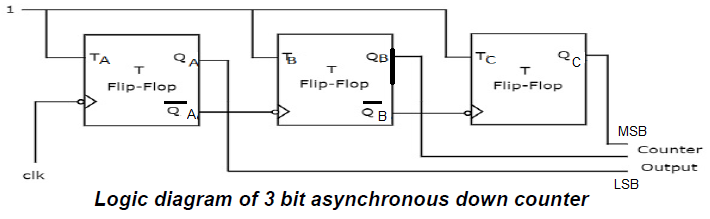 1
TA QA TB QB TC QC
T T T
Flip-Flop Flip-Flop Flip-Flop
Q̅A Q̅B
MSB
Counter
Output
clk
LSB
Logic diagram of 3 bit asynchronous down counter